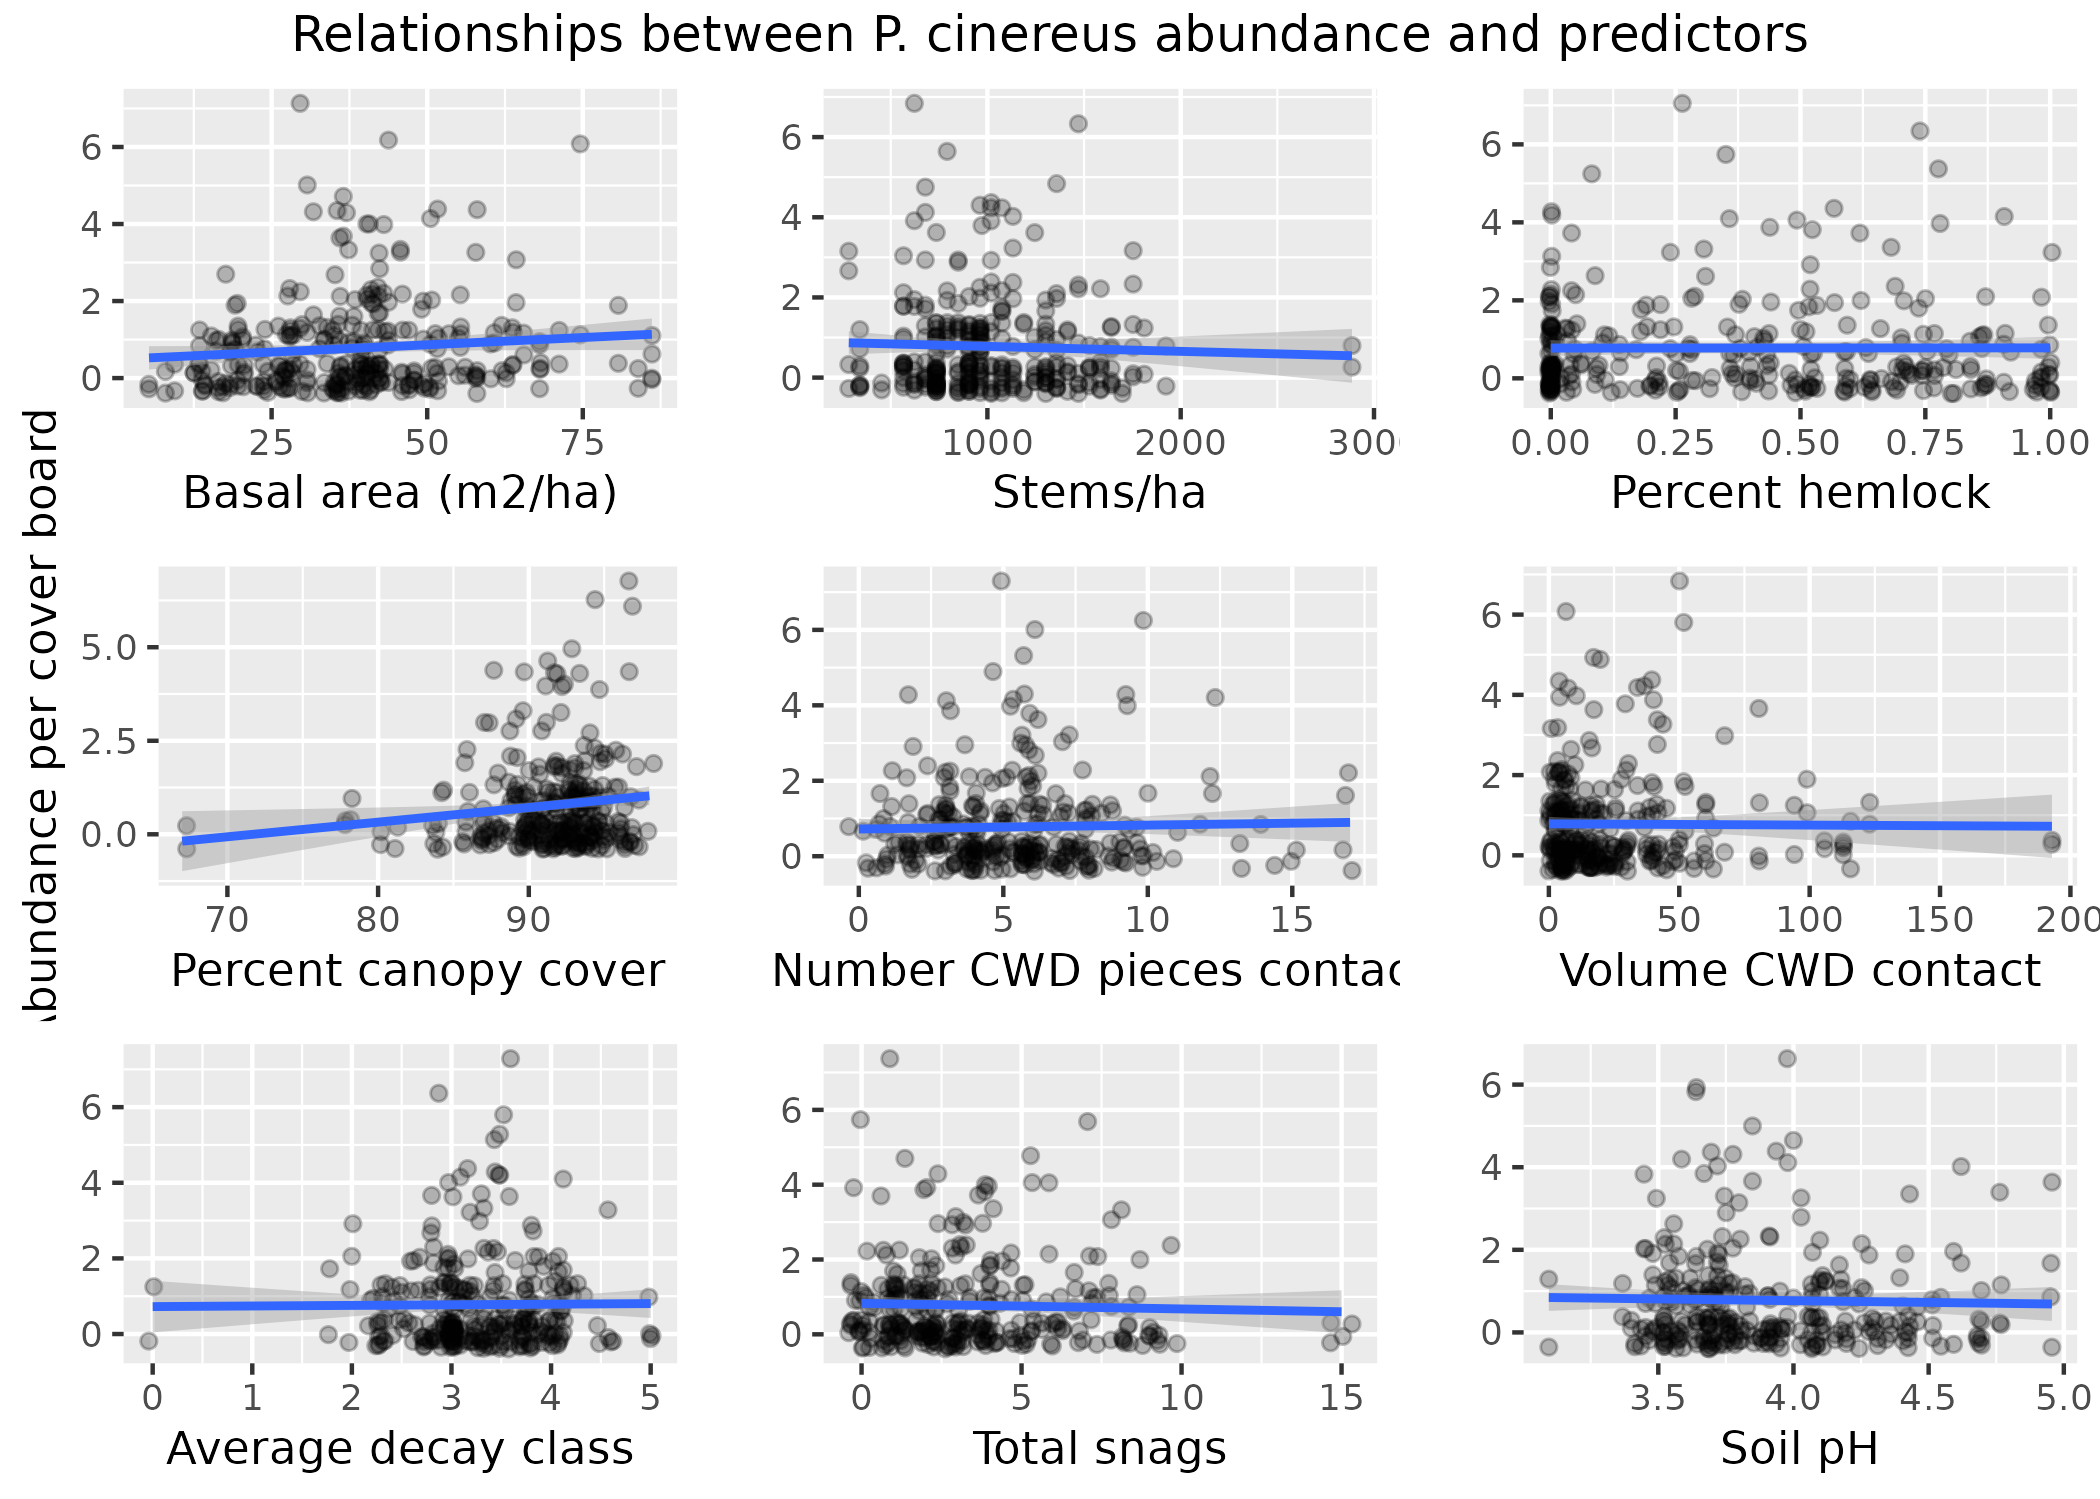 Relationships between P. cinereus abundance and predictors
bundance per cover board
6
4
2
0
25 50 75
Basal area (m2/ha)
6
4
2
0
1000 2000 300
Stems/ha
6
4
2
0
0.00 0.25 0.50 0.75 1.00
Percent hemlock
5.0
2.5
0.0
70 80 90
Percent canopy cover
6
4
2
0
0 5 10 15
Number CWD pieces contac
6
4
2
0
0 50 100 150 200
Volume CWD contact
6
4
2
0
0 1 2 3 4 5
Average decay class
6
4
2
0
0 5 10 15
Total snags
6
4
2
0
3.5 4.0 4.5 5.0
Soil pH